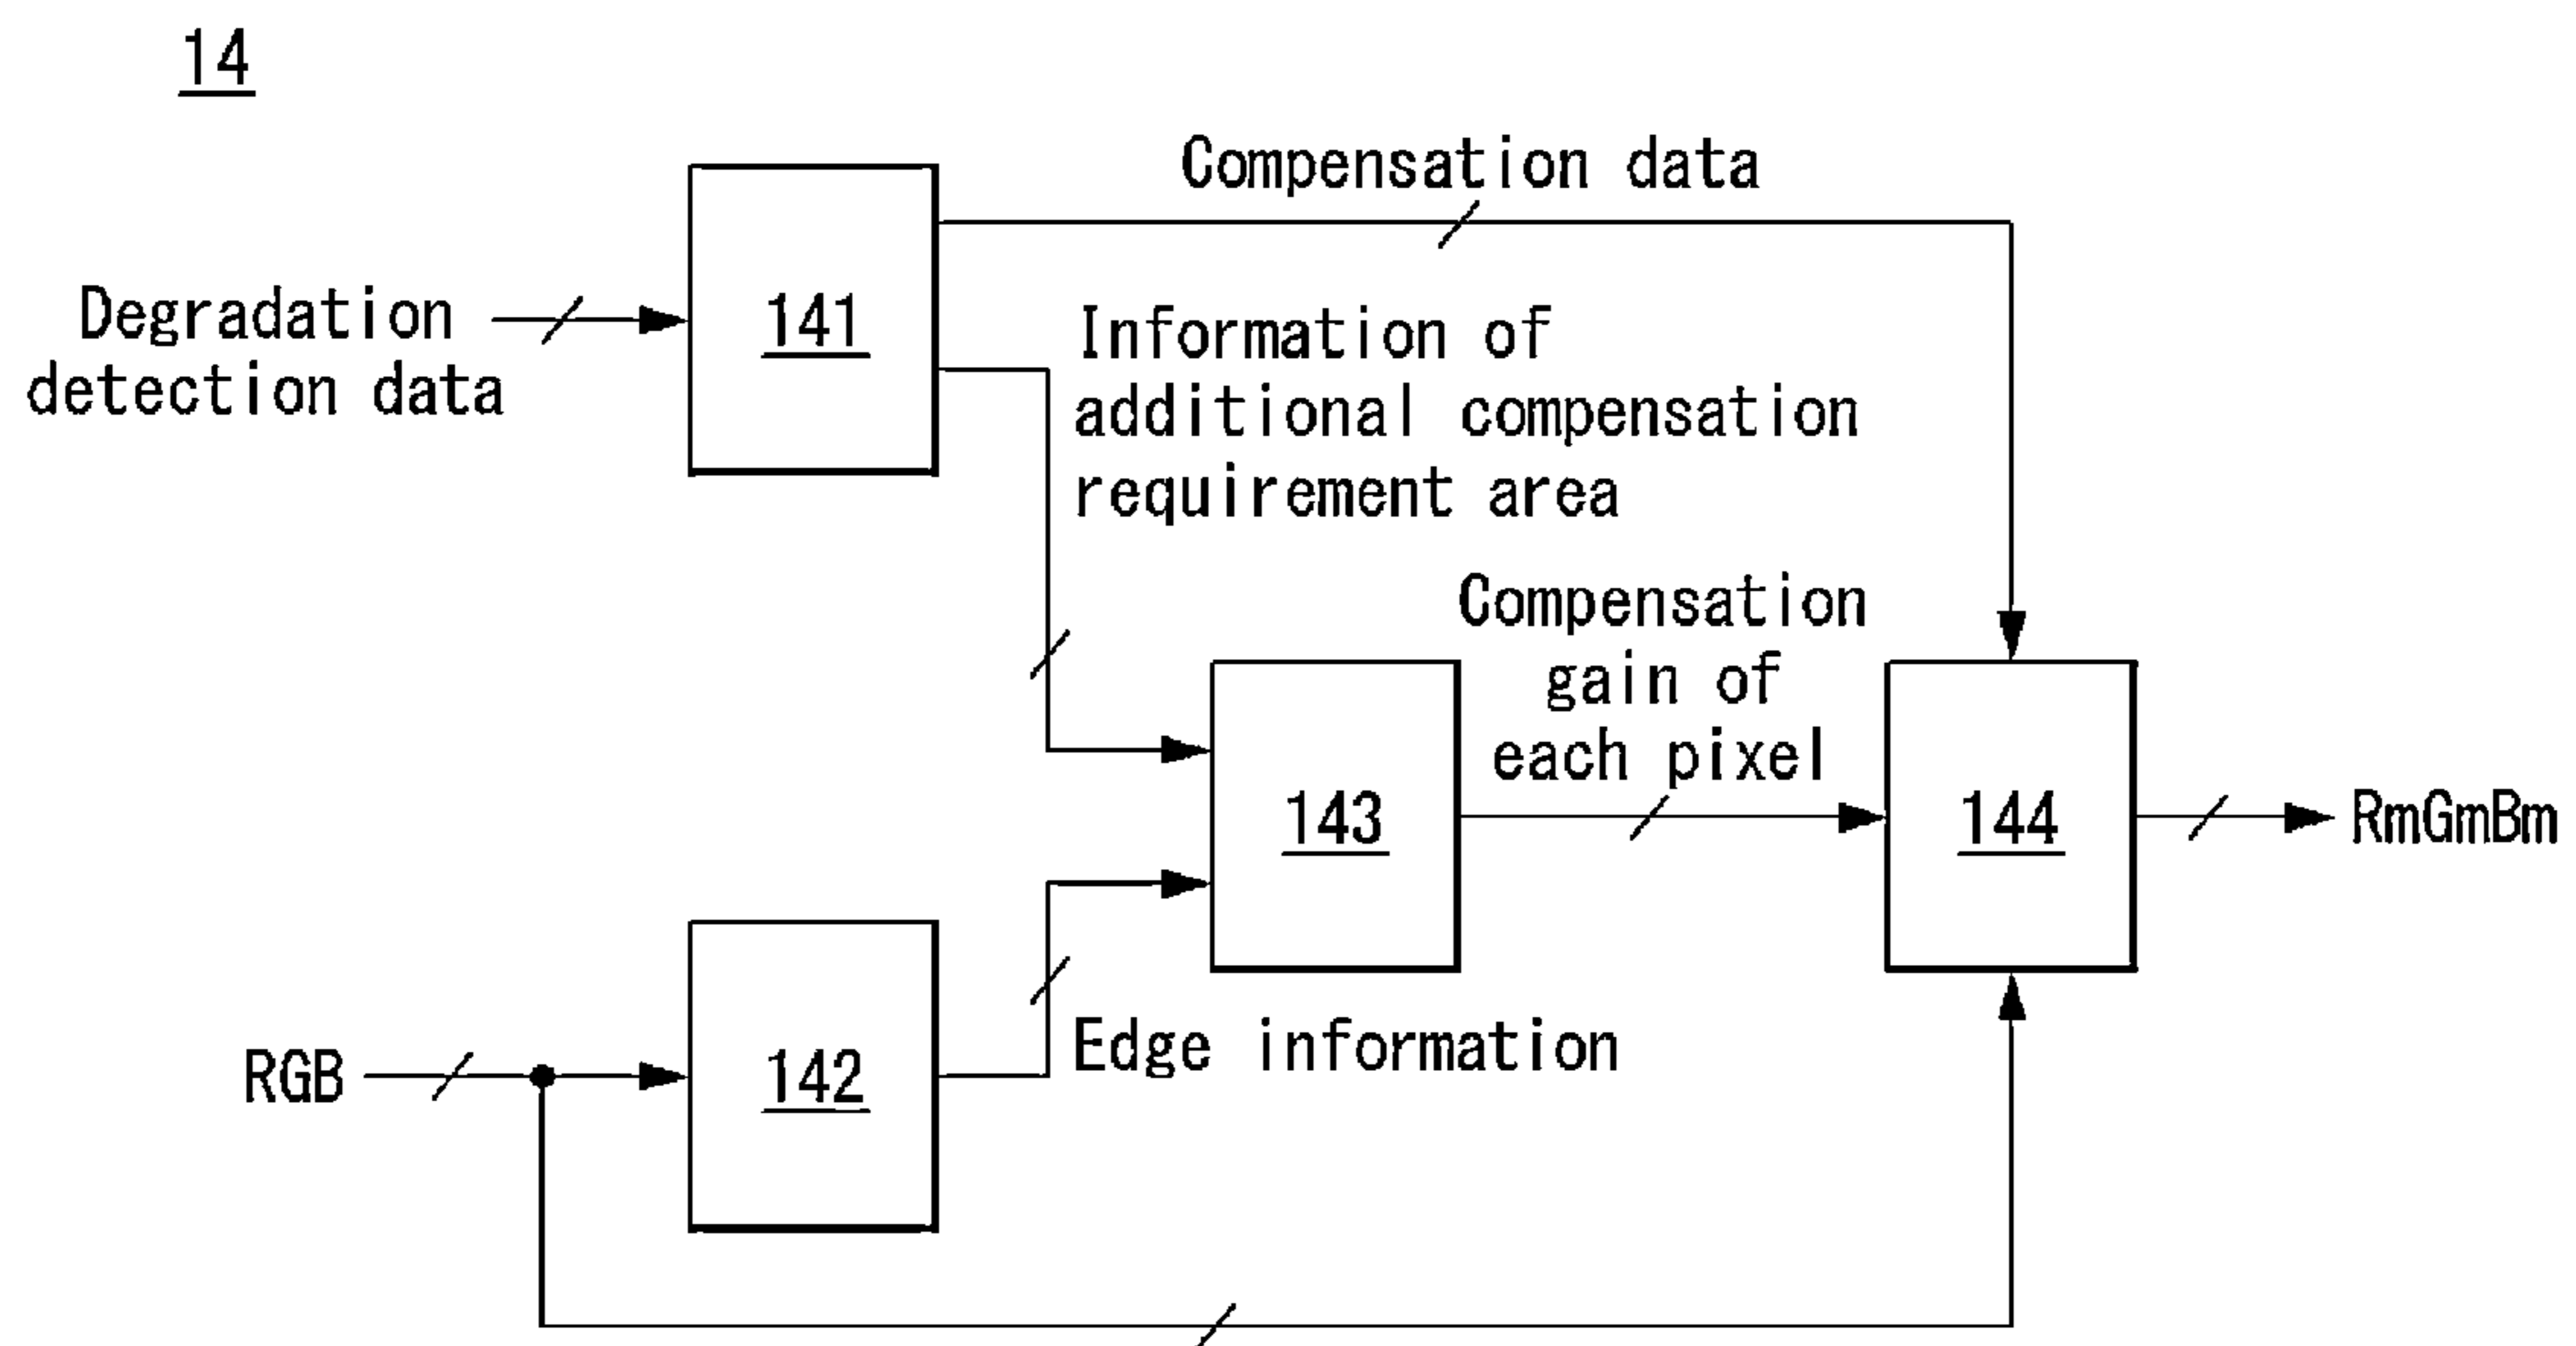 14
Compensation data
Degradation
detection data
141
Information of
additional compensation
requirement area
Compensation
gain of
each pixel
143
144
RmGmBm
RGB
142
Edge information